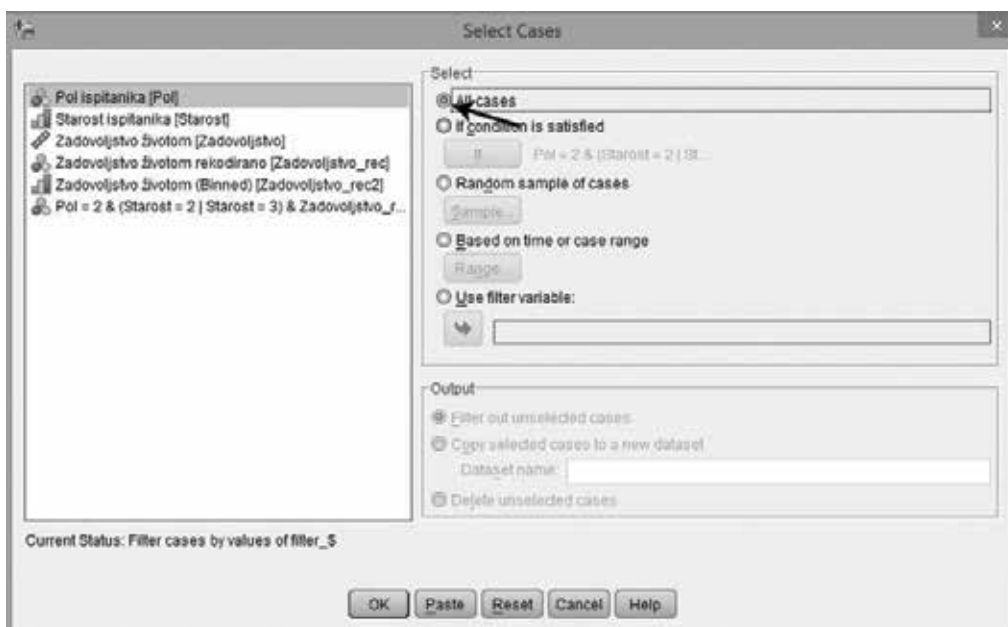 Select Cases
Pol ispitanika [Pol]
Starost ispitanika [Starost]
Zadovoljstvo životom [Zadovoljstvo]
Zadovoljstvo životom rekodirano [Zadovoljstvo_rec]
Zadovoljstvo životom (Binned) [Zadovoljstvo_rec2]
Pol = 2 & (Starost = 2 | Starost = 3) & Zadovoljstvo_r...
Current Status: Filter cases by values of filter_$
Select
All cases
If condition is satisfied
If
Pol = 2 & (Starost = 2 | St...
Random sample of cases
Sample...
Based on time or case range
Range...
Use filter variable:
Output
Filter out unselected cases
Copy selected cases to a new dataset
Dataset name:
Delete unselected cases
OK
Paste
Reset
Cancel
Help